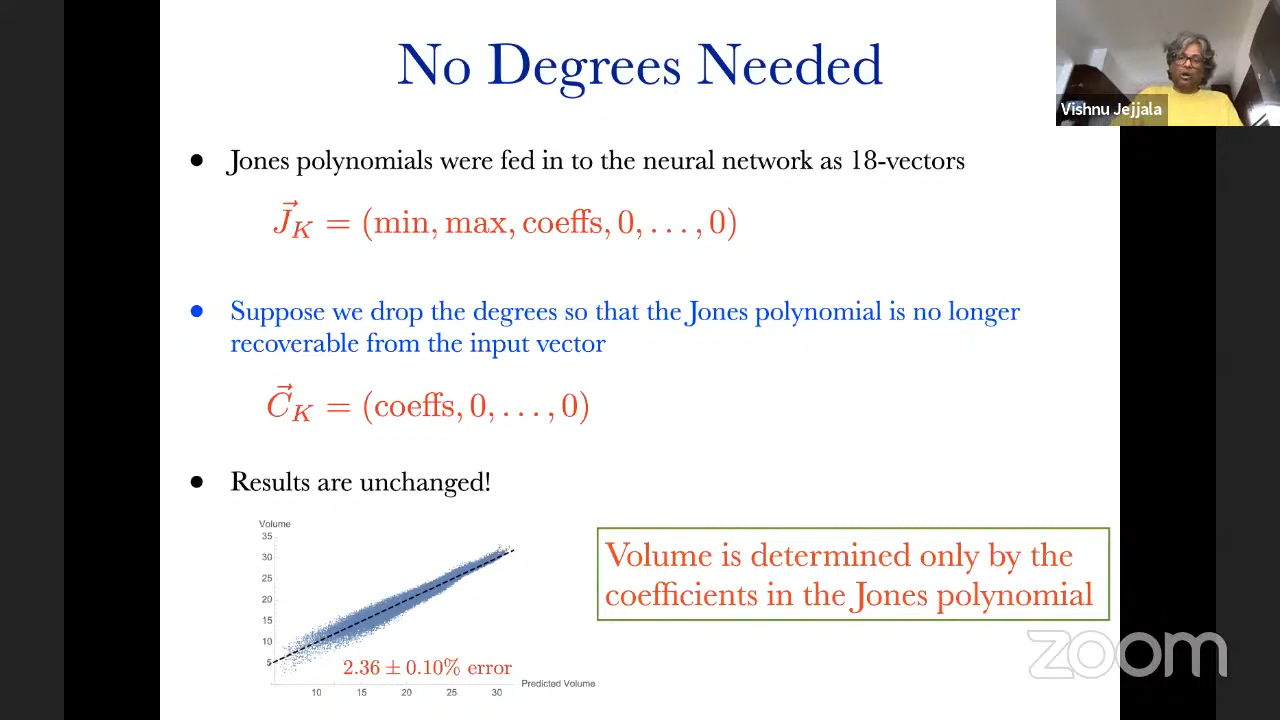 No Degrees Needed
Vishnu Jejjala
• Jones polynomials were fed in to the neural network as 18-vectors
J⃗_K = (min, max, coeffs, 0, . . . , 0)
• Suppose we drop the degrees so that the Jones polynomial is no longer
recoverable from the input vector
C⃗_K = (coeffs, 0, . . . , 0)
• Results are unchanged!
Volume
35
30
25
20
15
10
5
2.36 ± 0.10% error
10 15 20 25 30
Predicted Volume
Volume is determined only by the
coefficients in the Jones polynomial
zoom